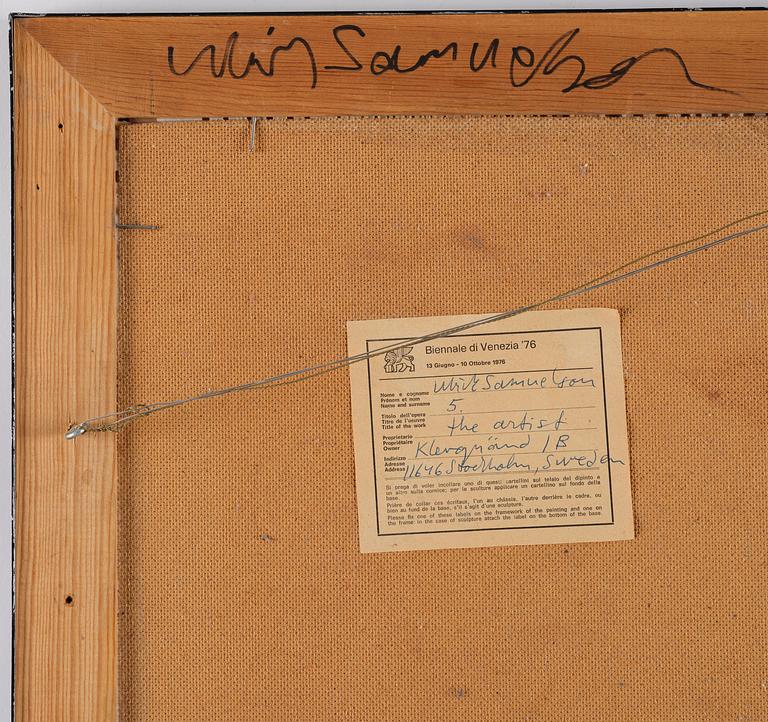 Ulrik Samuelson
Biennale di Venezia '76
13 Giugno - 10 Ottobre 1976
Nome e cognome
Prénom et nom
Name and surname
Ulrik Samuelson
Titolo dell'opera
Titre de l'œuvre
Title of the work
5.
Proprietario
Propriétaire
Owner
the artist
Indirizzo
Adresse
Address
1B
11646 Stockholm, Sweden
Si prega di voler incollare uno di questi cartellini sul telaio del dipinto e
un altro sulla cornice; per le sculture applicare un cartellino sul fondo della
base.
Prière de coller ces écriteaux, l'un au châssis, l'autre derrière le cadre, ou
bien au fond de la base, s'il s'agit d'une sculpture.
Please fix one of these labels on the framework of the painting and one on
the frame: in the case of sculpture attach the label on the bottom of the base.